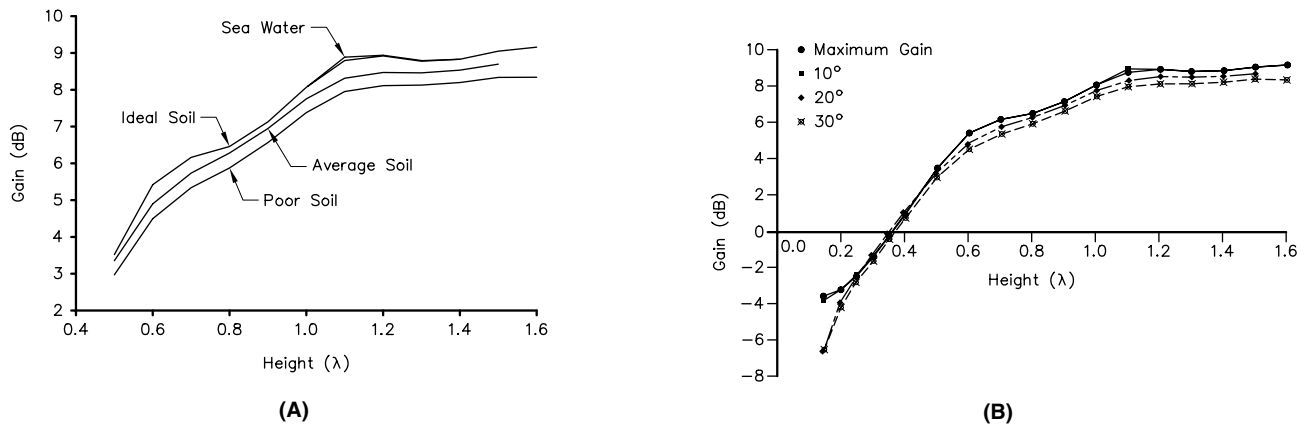 10
9
8
7
6
5
4
3
2
Gain (dB)
Sea Water
Ideal Soil
Average Soil
Poor Soil
0.4 0.6 0.8 1.0 1.2 1.4 1.6
Height (λ)
(A)
10
8
6
4
2
0
−2
−4
−6
−8
Gain (dB)
Maximum Gain
10°
20°
30°
0.0 0.2 0.4 0.6 0.8 1.0 1.2 1.4 1.6
Height (λ)
(B)